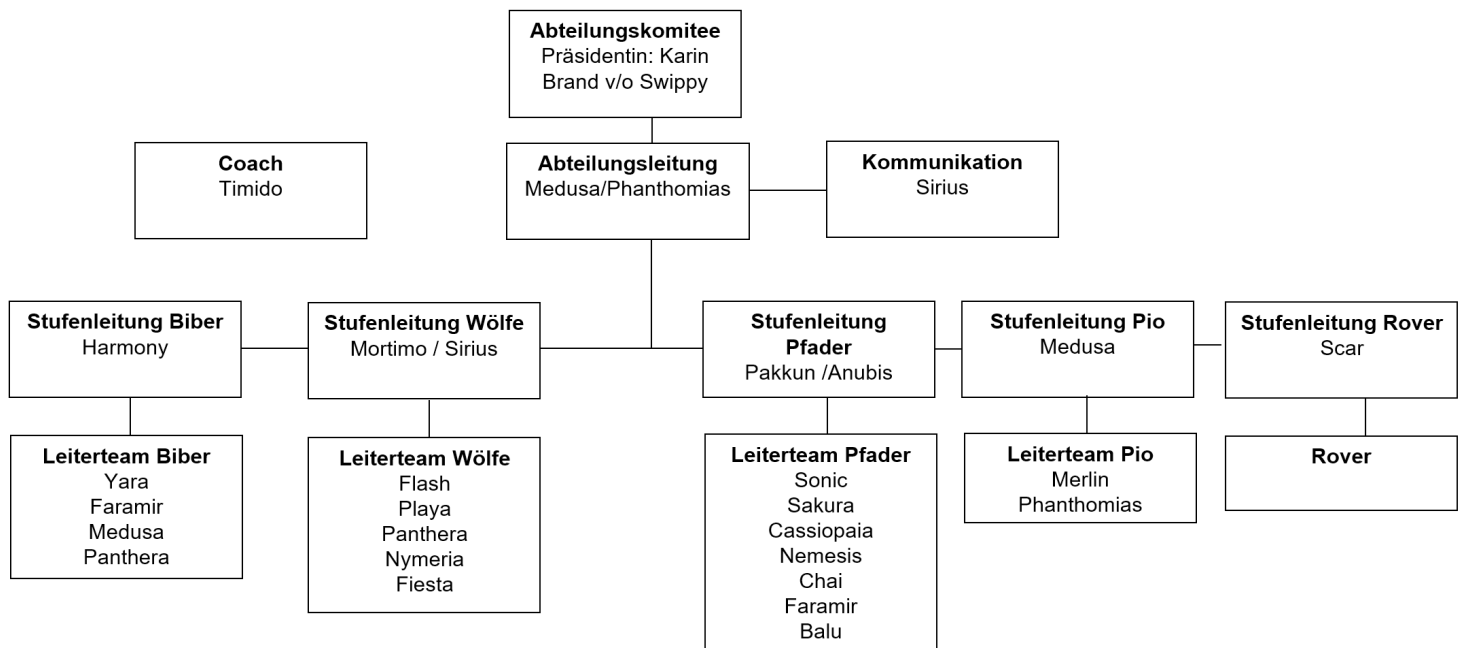 Abteilungskomitee
Präsidentin: Karin
Brand v/o Swippy
Coach
Timido
Abteilungsleitung
Medusa/Phanthomias
Kommunikation
Sirius
Stufenleitung Biber
Harmony
Stufenleitung Wölfe
Mortimo / Sirius
Stufenleitung
Pfader
Pakkun /Anubis
Stufenleitung Pio
Medusa
Stufenleitung Rover
Scar
Leiterteam Biber
Yara
Faramir
Medusa
Panthera
Leiterteam Wölfe
Flash
Playa
Panthera
Nymeria
Fiesta
Leiterteam Pfader
Sonic
Sakura
Cassiopaia
Nemesis
Chai
Faramir
Balu
Leiterteam Pio
Merlin
Phanthomias
Rover